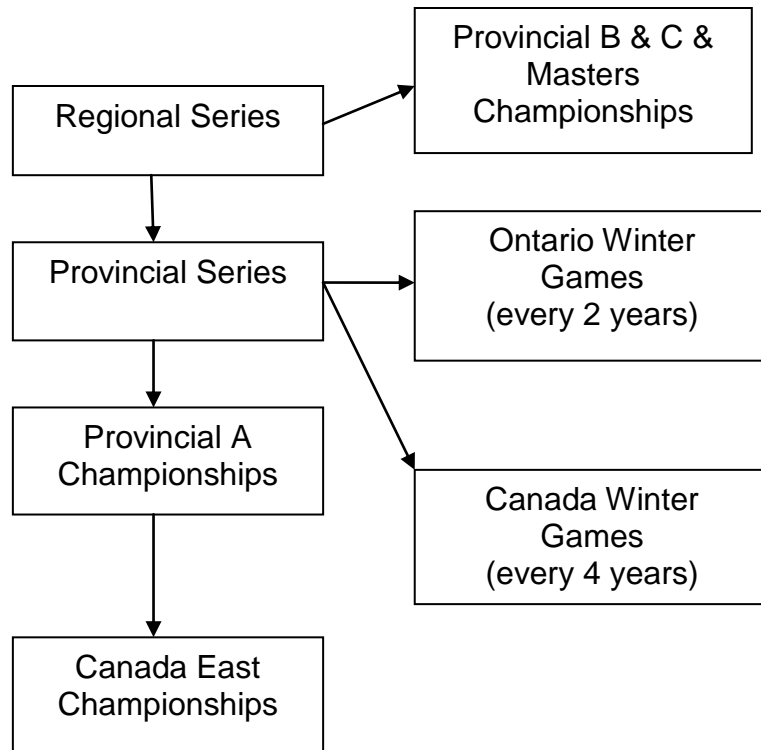 Provincial B & C &
Masters
Championships
Regional Series
Provincial Series
Ontario Winter
Games
(every 2 years)
Provincial A
Championships
Canada Winter
Games
(every 4 years)
Canada East
Championships